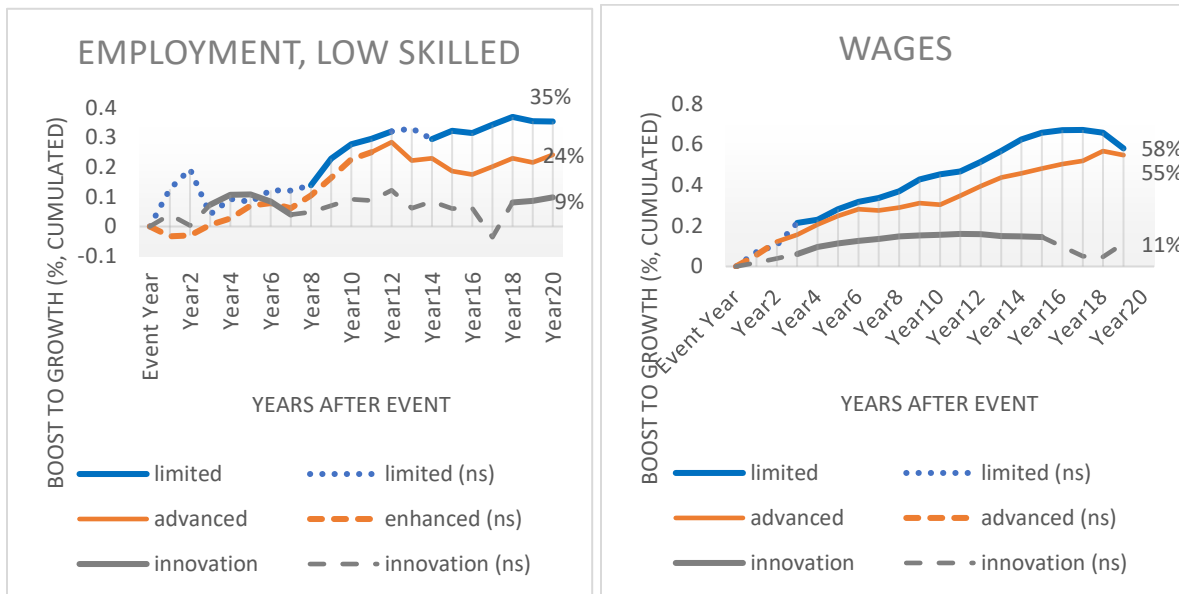 EMPLOYMENT, LOW SKILLED
BOOST TO GROWTH (%, CUMULATED)
0.4
0.3
0.2
0.1
0
-0.1
35%
24%
9%
Event Year
Year2
Year4
Year6
Year8
Year10
Year12
Year14
Year16
Year18
Year20
YEARS AFTER EVENT
limited
limited (ns)
advanced
enhanced (ns)
innovation
innovation (ns)
WAGES
BOOST TO GROWTH (%, CUMULATED)
0.8
0.6
0.4
0.2
0
58%
55%
11%
Event Year
Year2
Year4
Year6
Year8
Year10
Year12
Year14
Year16
Year18
Year20
YEARS AFTER EVENT
limited
limited (ns)
advanced
advanced (ns)
innovation
innovation (ns)